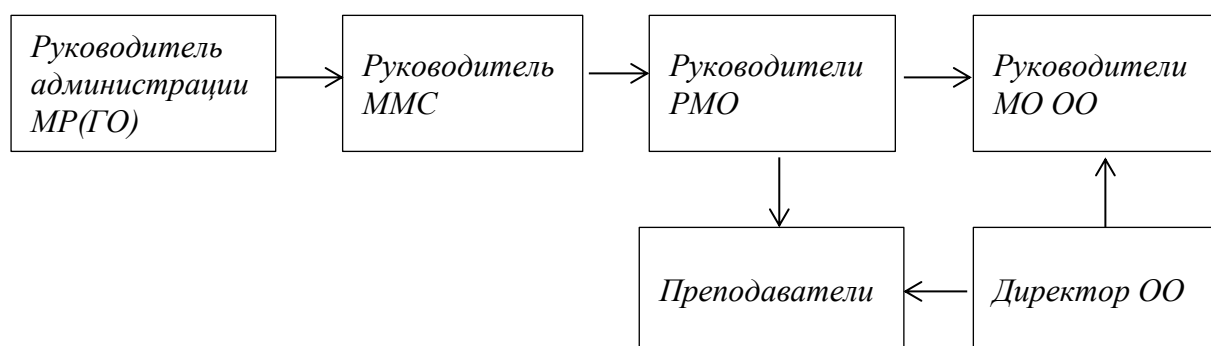 Руководитель
администрации
МР(ГО)
Руководитель
ММС
Руководители
РМО
Руководители
МО ОО
Преподаватели
Директор ОО